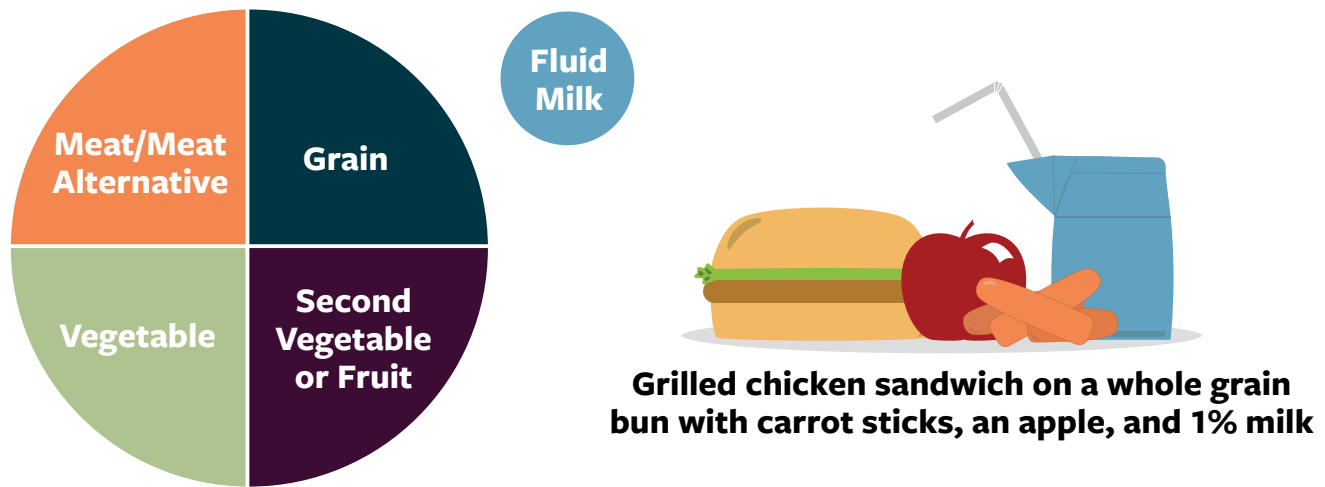 Meat/Meat
Alternative
Grain
Vegetable
Second
Vegetable
or Fruit
Fluid
Milk
Grilled chicken sandwich on a whole grain
bun with carrot sticks, an apple, and 1% milk